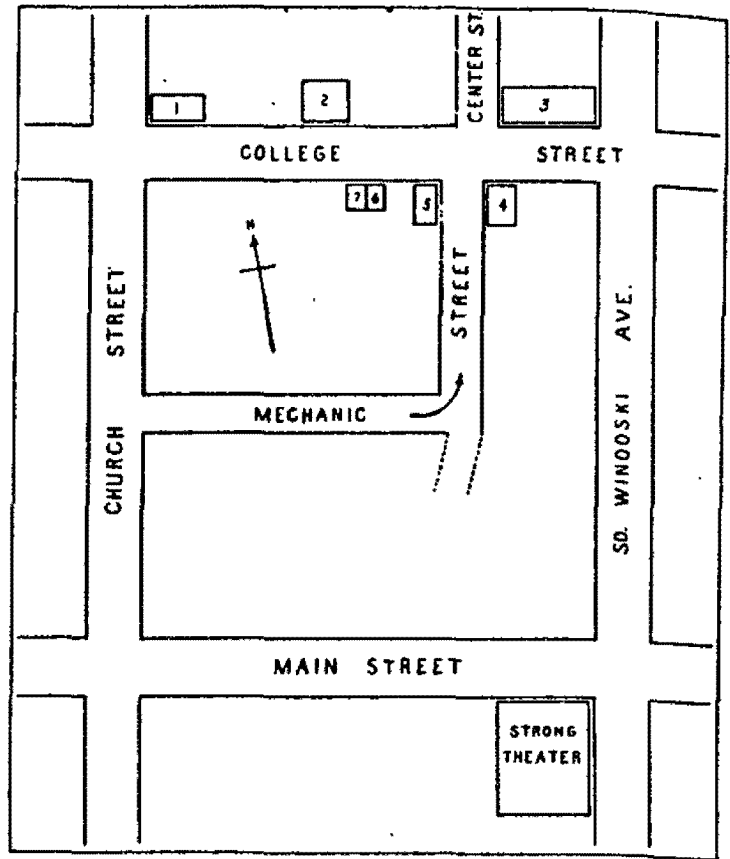 CENTER ST.
1
2
3
COLLEGE STREET
7
6
5
4
N
STREET
CHURCH STREET
MECHANIC
SO. WINOOSKI AVE.
MAIN STREET
STRONG
THEATER